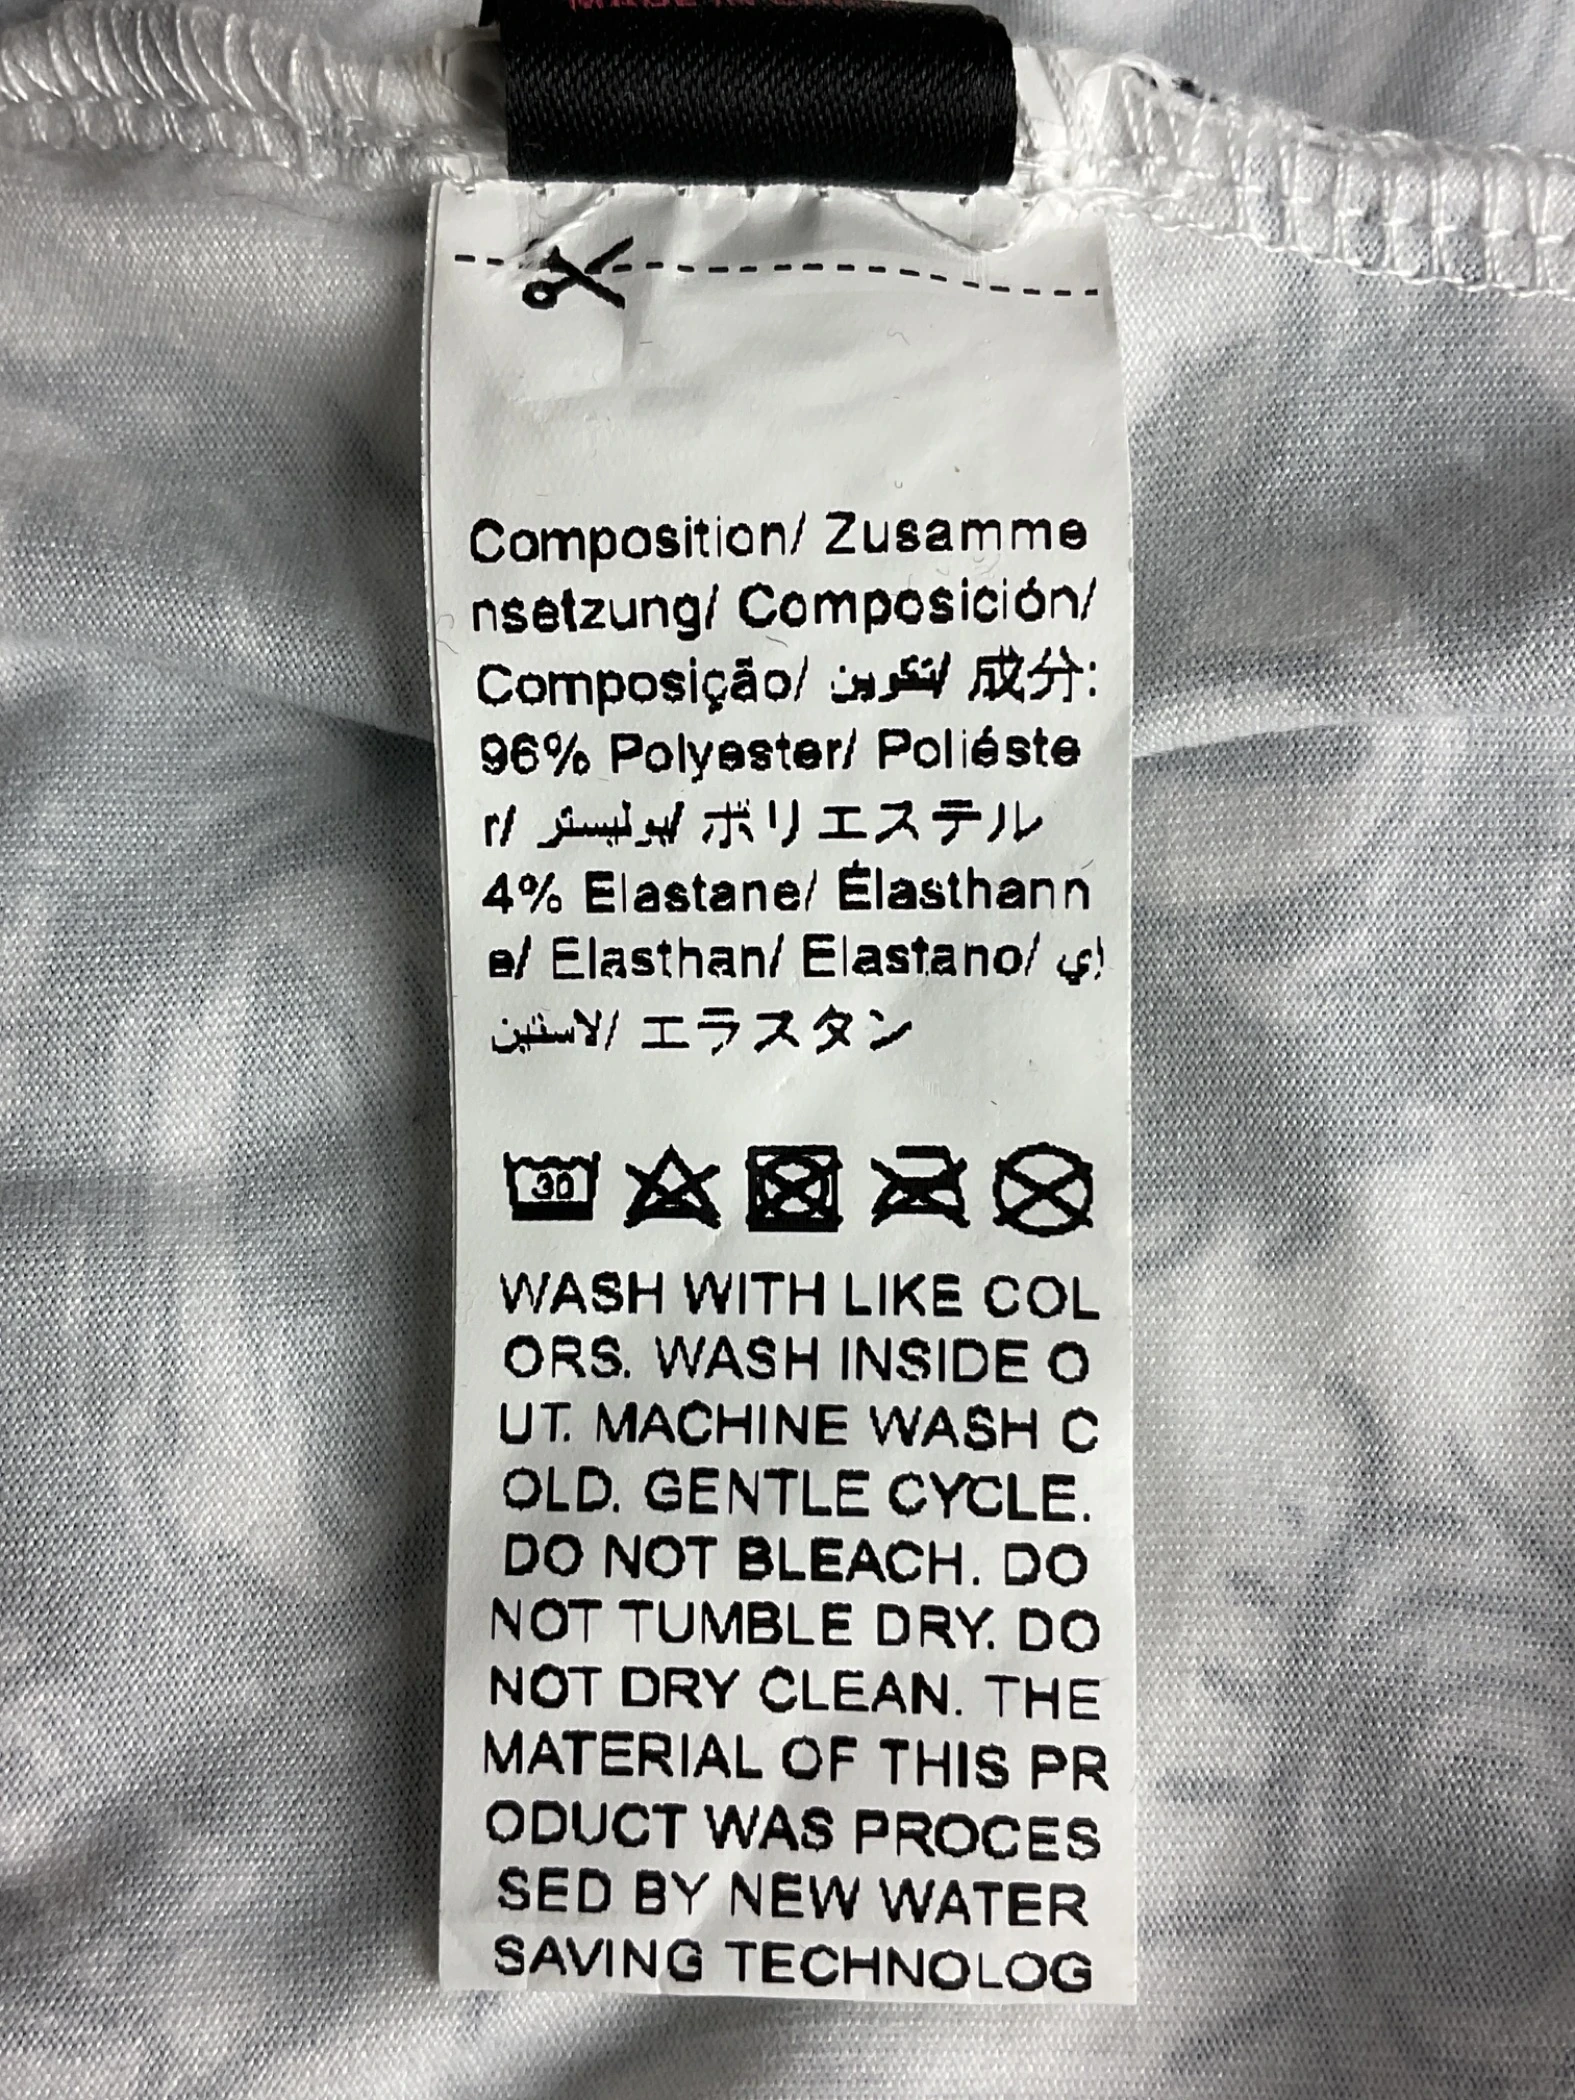 Composition/ Zusamme
nsetzung/ Composición/
Composição/ تكوين/ 成分:
96% Polyester/ Poliéste
r/ بوليستر/ ポリエステル
4% Elastane/ Élasthann
e/ Elasthan/ Elastano/ إي
لاستين/ エラスタン
30
WASH WITH LIKE COL
ORS. WASH INSIDE O
UT. MACHINE WASH C
OLD. GENTLE CYCLE.
DO NOT BLEACH. DO
NOT TUMBLE DRY. DO
NOT DRY CLEAN. THE
MATERIAL OF THIS PR
ODUCT WAS PROCES
SED BY NEW WATER
SAVING TECHNOLOG